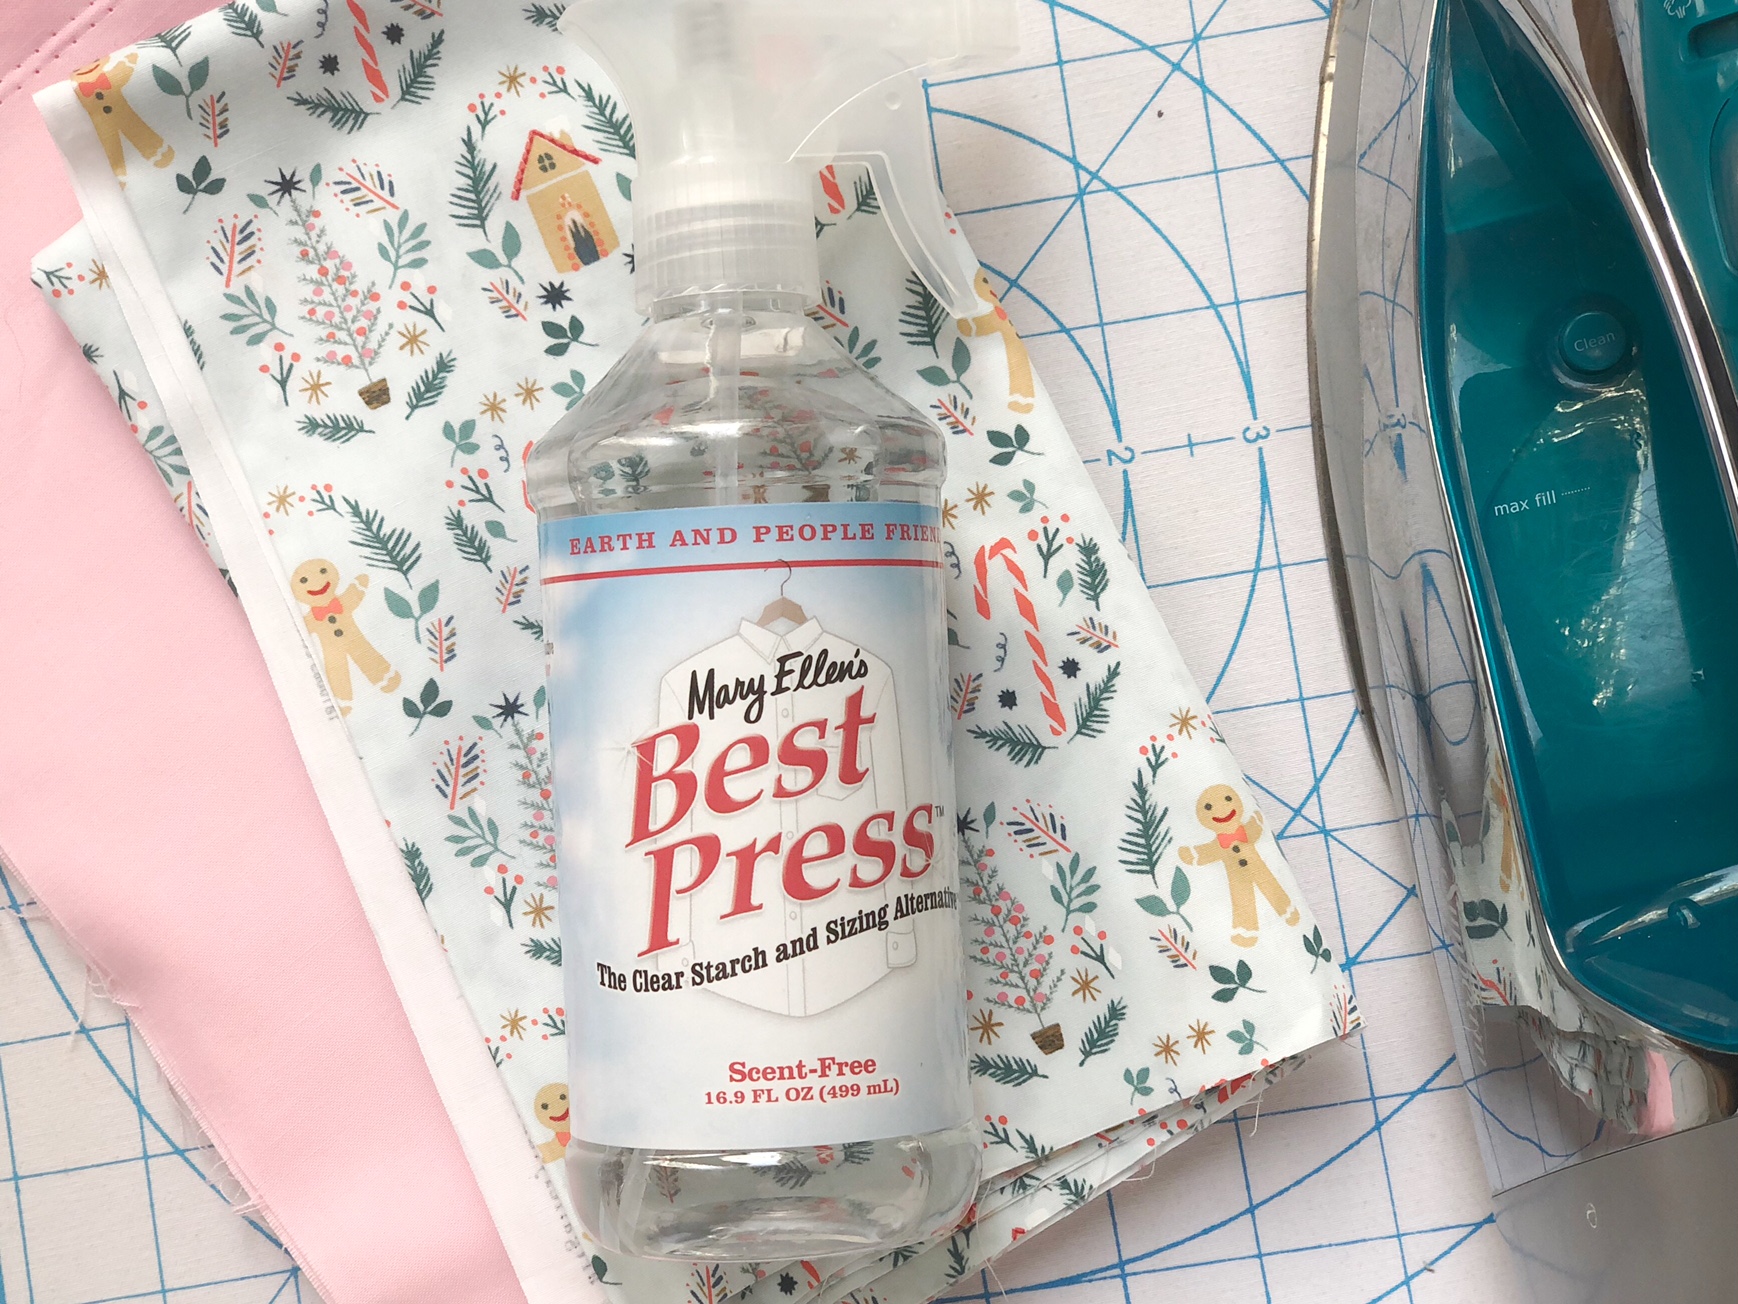 EARTH AND PEOPLE FRIEN
Mary Ellen's
Best
Press™
The Clear Starch and Sizing Alternative
Scent-Free
16.9 FL OZ (499 mL)
2
3
Clean
max fill